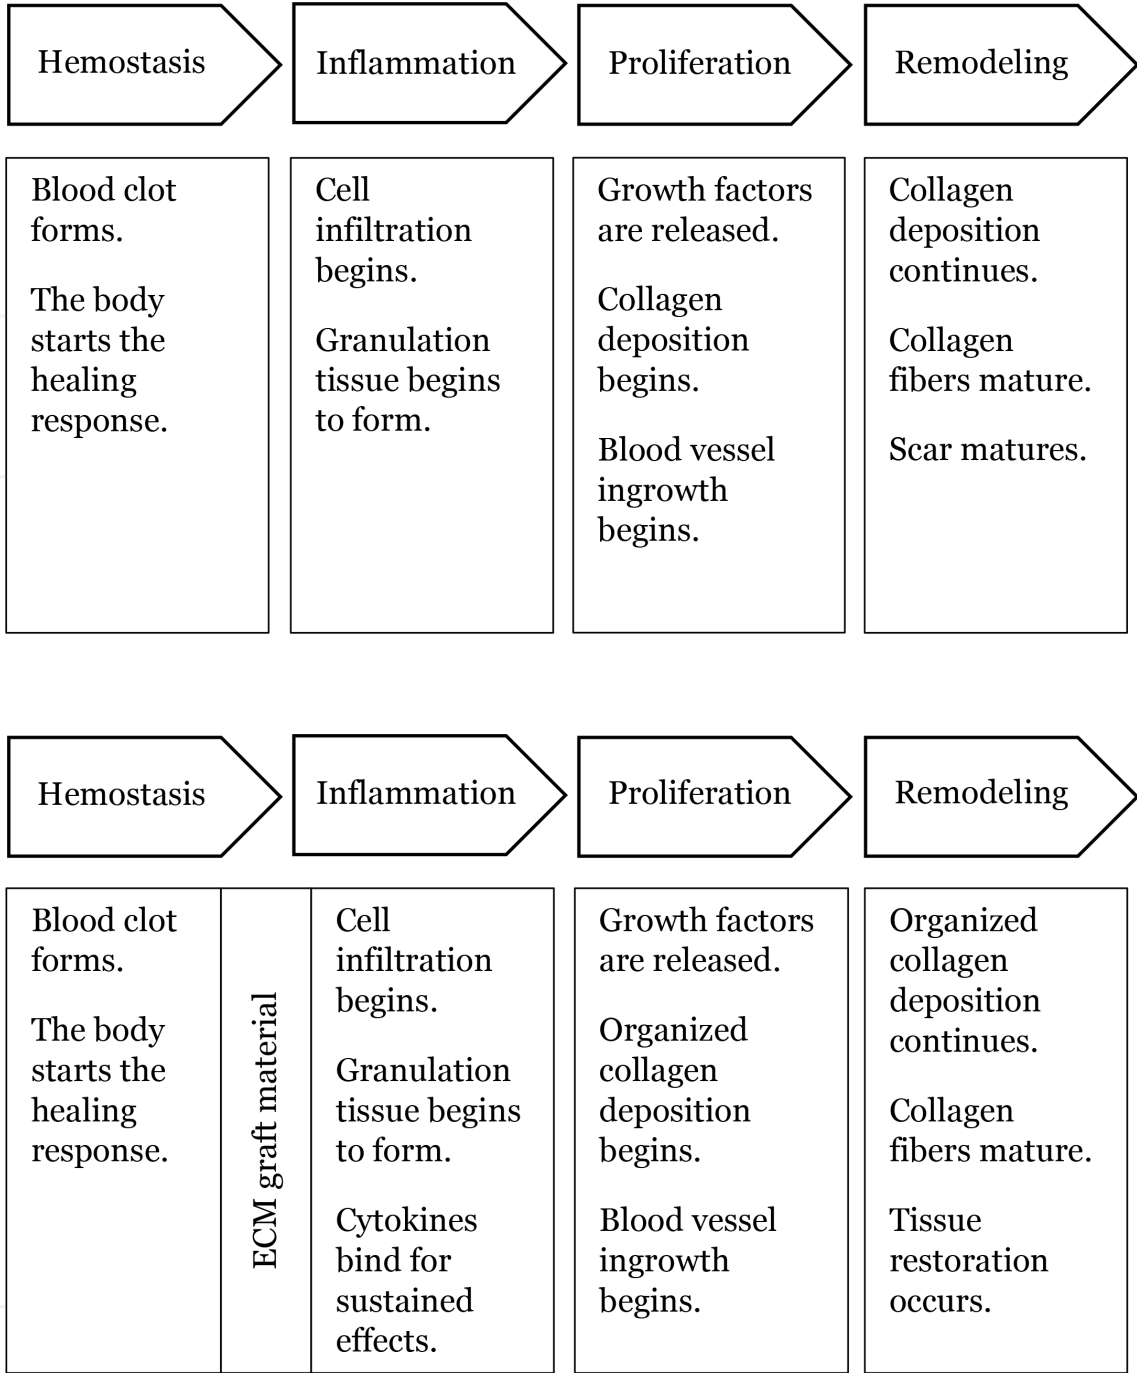 Hemostasis
Inflammation
Proliferation
Remodeling
Blood clot
forms.
The body
starts the
healing
response.
Cell
infiltration
begins.
Granulation
tissue begins
to form.
Growth factors
are released.
Collagen
deposition
begins.
Blood vessel
ingrowth
begins.
Collagen
deposition
continues.
Collagen
fibers mature.
Scar matures.
Hemostasis
Inflammation
Proliferation
Remodeling
Blood clot
forms.
The body
starts the
healing
response.
ECM graft material
Cell
infiltration
begins.
Granulation
tissue begins
to form.
Cytokines
bind for
sustained
effects.
Growth factors
are released.
Organized
collagen
deposition
begins.
Blood vessel
ingrowth
begins.
Organized
collagen
deposition
continues.
Collagen
fibers mature.
Tissue
restoration
occurs.